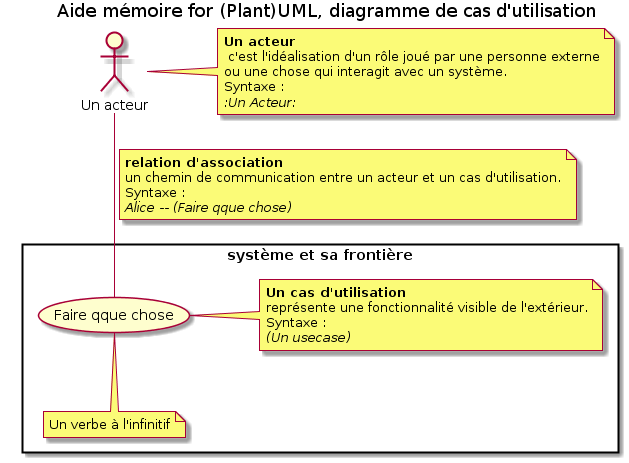 Aide mémoire for (Plant)UML, diagramme de cas d'utilisation
Un acteur
c'est l'idéalisation d'un rôle joué par une personne externe
ou une chose qui interagit avec un système.
Syntaxe :
:Un Acteur:
Un acteur
relation d'association
un chemin de communication entre un acteur et un cas d'utilisation.
Syntaxe :
Alice -- (Faire qque chose)
système et sa frontière
Un cas d'utilisation
représente une fonctionnalité visible de l'extérieur.
Syntaxe :
(Un usecase)
Faire qque chose
Un verbe à l'infinitif